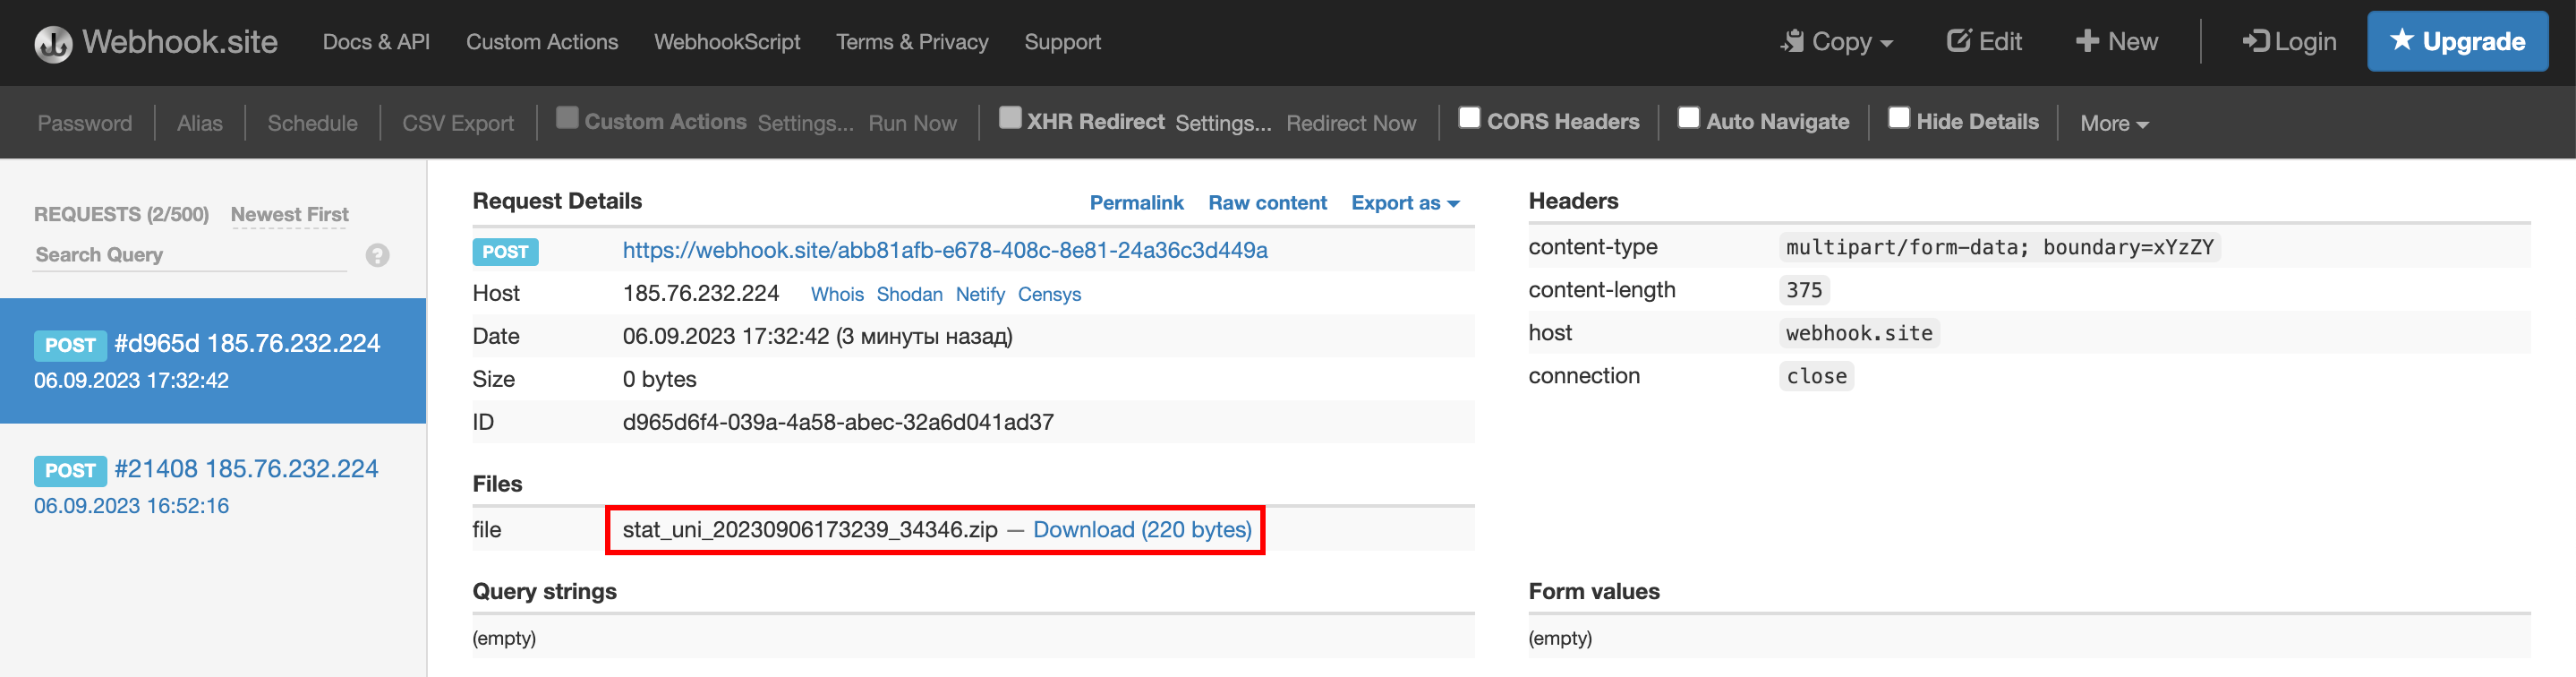 Webhook.site Docs & API Custom Actions WebhookScript Terms & Privacy Support Copy Edit New Login Upgrade
Password Alias Schedule CSV Export Custom Actions Settings... Run Now XHR Redirect Settings... Redirect Now CORS Headers Auto Navigate Hide Details More
REQUESTS (2/500) Newest First
Search Query ?
POST #d965d 185.76.232.224
06.09.2023 17:32:42
POST #21408 185.76.232.224
06.09.2023 16:52:16
Request Details Permalink Raw content Export as
POST https://webhook.site/abb81afb-e678-408c-8e81-24a36c3d449a
Host 185.76.232.224 Whois Shodan Netify Censys
Date 06.09.2023 17:32:42 (3 минуты назад)
Size 0 bytes
ID d965d6f4-039a-4a58-abec-32a6d041ad37
Files
file stat_uni_20230906173239_34346.zip — Download (220 bytes)
Query strings
(empty)
Headers
content-type multipart/form-data; boundary=xYzZY
content-length 375
host webhook.site
connection close
Form values
(empty)